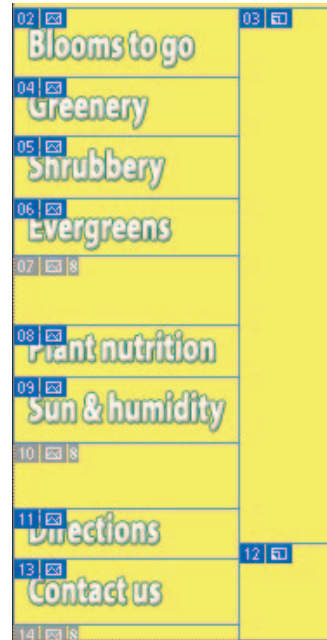 02
Blooms to go
03
04
Greenery
05
Shrubbery
06
Evergreens
07 8
08
Plant nutrition
09
Sun & humidity
10 8
11
Directions
12
13
Contact us
14 8